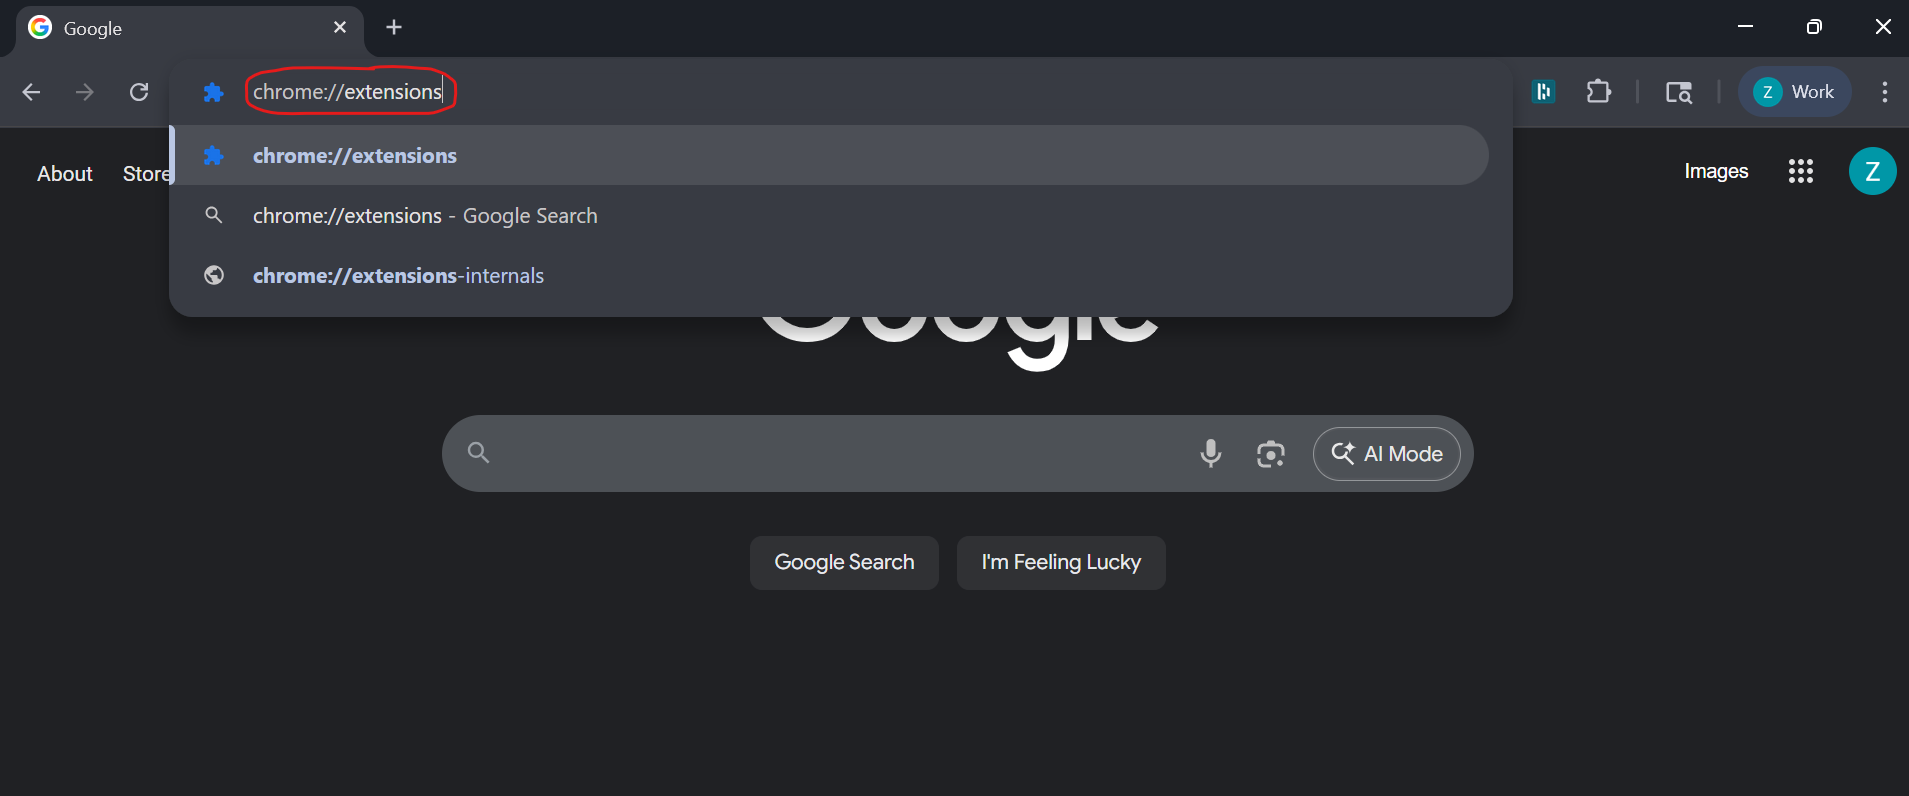 Google
chrome://extensions
Z Work
chrome://extensions
About Store
Images
Z
chrome://extensions - Google Search
chrome://extensions-internals
Google
AI Mode
Google Search
I'm Feeling Lucky